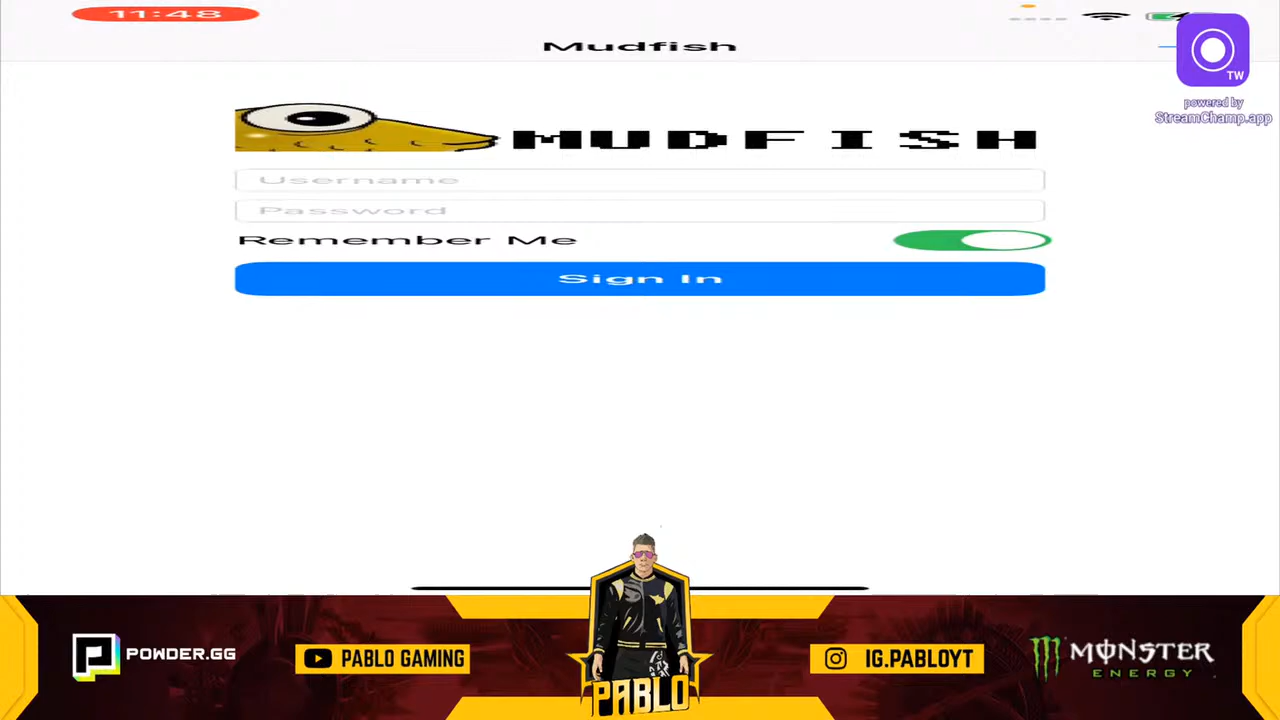 11:48
Mudfish
TW
powered by
StreamChamp.app
MUDFISH
Username
Password
Remember Me
Sign In
POWDER.GG
PABLO GAMING
PABLO
IG.PABLOYT
MONSTER
ENERGY